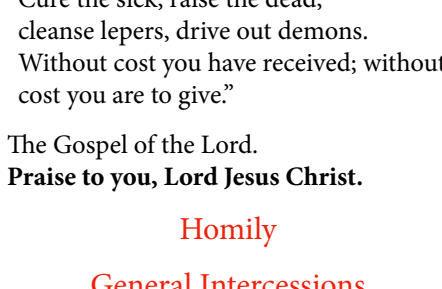 Cure the sick, raise the dead,
cleanse lepers, drive out demons.
Without cost you have received; without
cost you are to give.”
The Gospel of the Lord.
Praise to you, Lord Jesus Christ.
Homily
General Intercessions